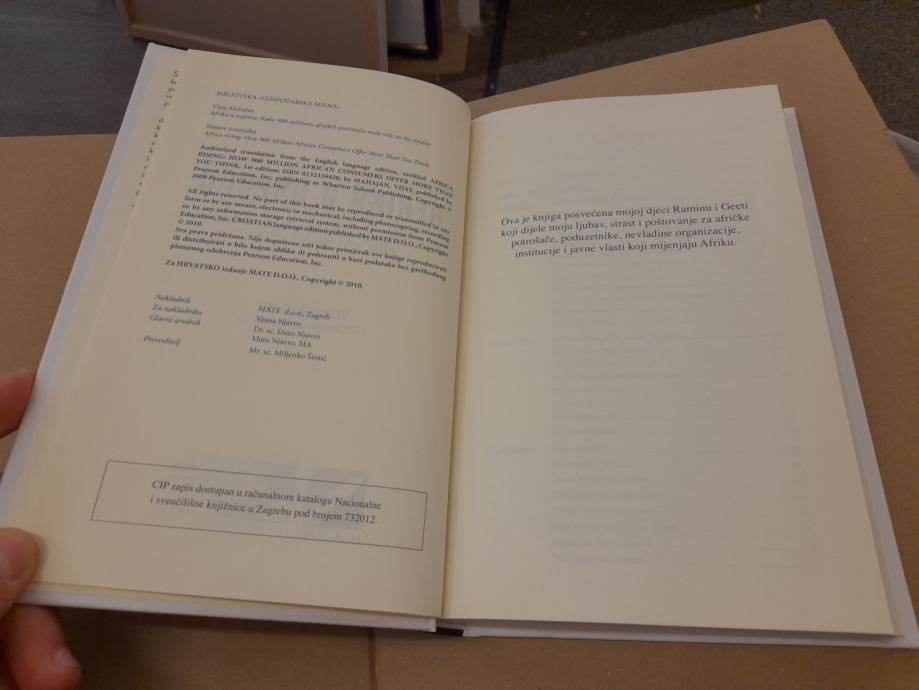 BIBLIOTEKA »GOSPODARSKA MISAO«
Vijay Mahajan
Afrika u usponu: Kako 900 milijuna afričkih potrošača nude više no što mislite
Naslov izvornika
Africa rising: How 900 Million African Consumers Offer More Than You Think
Authorized translation from the English language edition, entitled AFRICA
RISING: HOW 900 MILLION AFRICAN CONSUMERS OFFER MORE THAN
YOU THINK, 1st edition; ISBN 0132339420, by MAHAJAN, VIJAY, published by
Pearson Education, Inc, publishing as Wharton School Publishing, Copyright ©
2009 Pearson Education, Inc.
All rights reserved. No part of this book may be reproduced or transmitted in any
form or by any means, electronic or mechanical, including photocopying, recording
or by any information storage retrieval system, without permission from Pearson
Education, Inc. CROATIAN language edition published by MATE D.O.O., Copyright
© 2010.
Sva prava pridržana. Nije dopušteno niti jedan primjerak ove knjige reproducirati
ili distribuirati u bilo kojem obliku ili pohraniti u bazi podataka bez prethodnog
pismenog odobrenja Pearson Education, Inc.
Za HRVATSKO izdanje MATE D.O.O., Copyright © 2010.
Nakladnik MATE d.o.o., Zagreb
Za nakladnika Vesna Njavro
Glavni urednik Dr. sc. Đuro Njavro
Mato Njavro, MA
Prevoditelj Mr. sc. Miljenko Šimić
CIP zapis dostupan u računalnom katalogu Nacionalne
i sveučilišne knjižnice u Zagrebu pod brojem 732012.
Ova je knjiga posvećena mojoj djeci Raminu i Geeti
koji dijele moju ljubav, strast i poštovanje za afričke
potrošače, poduzetnike, nevladine organizacije,
institucije i javne vlasti koji mijenjaju Afriku.